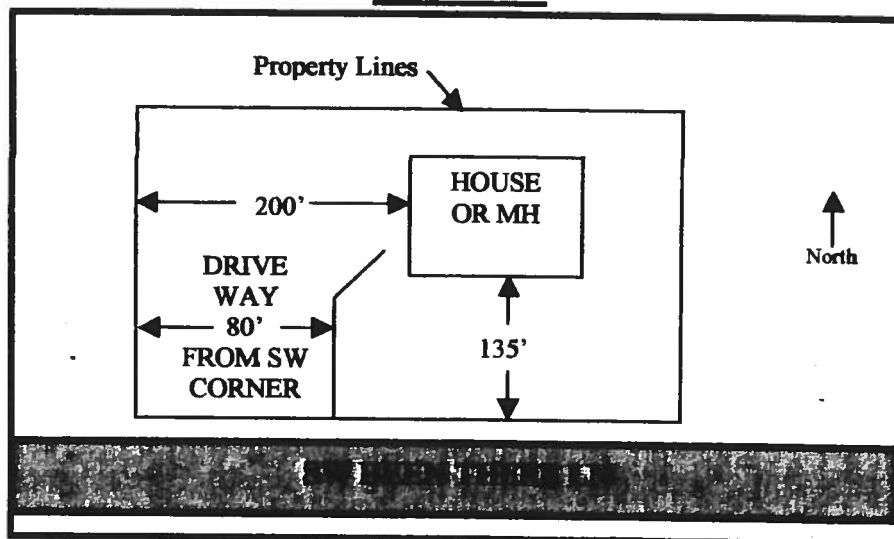 Property Lines
HOUSE
OR MH
200’
North
DRIVE
WAY
80’
FROM SW
CORNER
135’